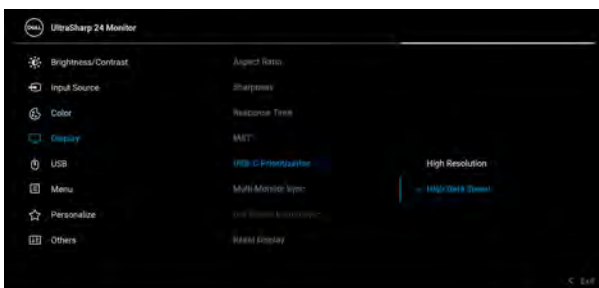 DELL UltraSharp 24 Monitor
Brightness/Contrast
Input Source
Color
Display
USB
Menu
Personalize
Others
Aspect Ratio
Sharpness
Response Time
MST
USB-C Prioritization
Multi-Monitor Sync
Reset Display
High Resolution
High Data Speed
Exit